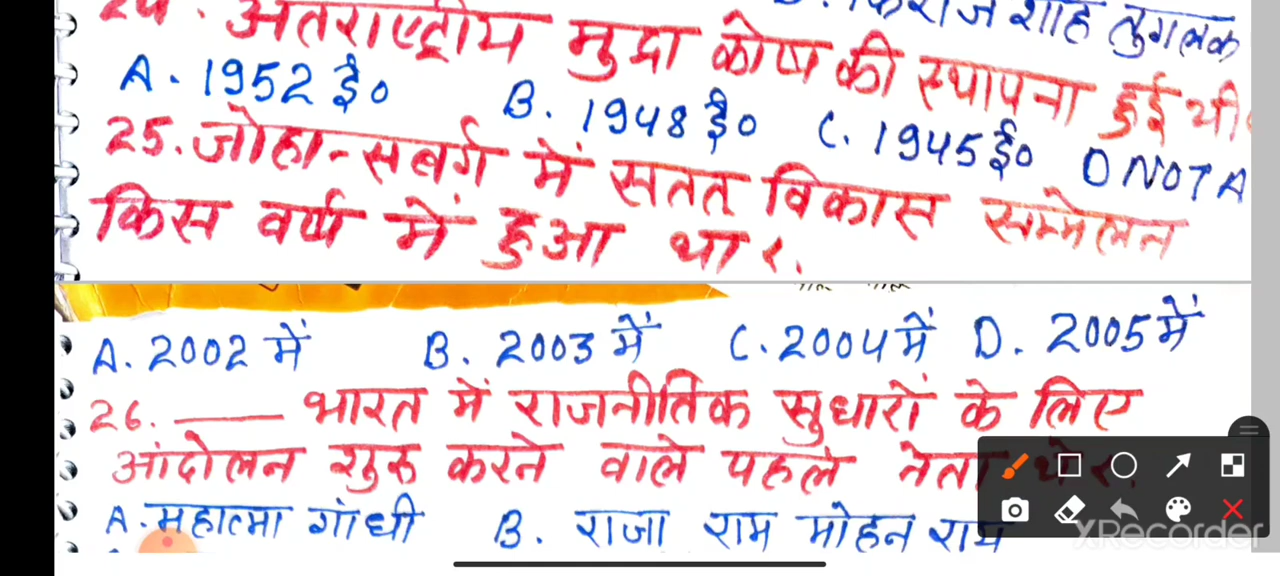 फिरोज शाह तुगलक
24. अंतराष्ट्रीय मुद्रा कोष की स्थापना हुई थी
A. 1952 ई० B. 1948 ई० C. 1945 ई० D NOTA
25. जोहा-सबर्ग में सतत विकास सम्मेलन
किस वर्ष में हुआ था?
A. 2002 में B. 2003 में C. 2004 में D. 2005 में
26. ____ भारत में राजनीतिक सुधारों के लिए
आंदोलन शुरू करने वाले पहले नेता थे?
A. महात्मा गांधी B. राजा राम मोहन राय
XRecorder